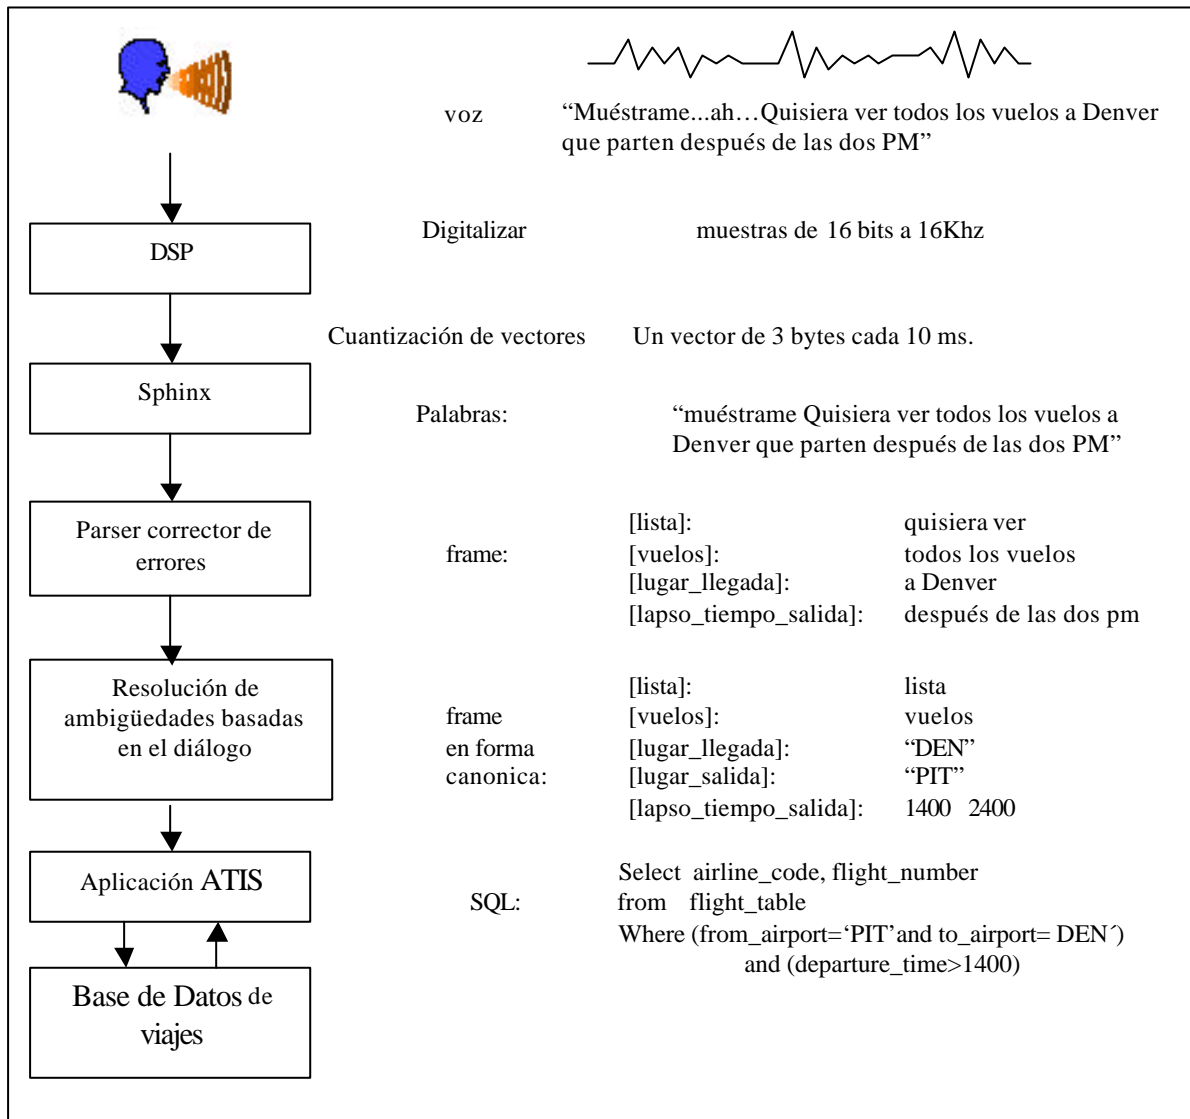 voz “Muéstrame...ah…Quisiera ver todos los vuelos a Denver
que parten después de las dos PM”
DSP
Digitalizar muestras de 16 bits a 16Khz
Cuantización de vectores Un vector de 3 bytes cada 10 ms.
Sphinx
Palabras: “muéstrame Quisiera ver todos los vuelos a
Denver que parten después de las dos PM”
Parser corrector de
errores
frame:
[lista]: quisiera ver
[vuelos]: todos los vuelos
[lugar_llegada]: a Denver
[lapso_tiempo_salida]: después de las dos pm
Resolución de
ambigüedades basadas
en el diálogo
frame
en forma
canonica:
[lista]: lista
[vuelos]: vuelos
[lugar_llegada]: “DEN”
[lugar_salida]: “PIT”
[lapso_tiempo_salida]: 1400 2400
Aplicación ATIS
SQL:
Select airline_code, flight_number
from flight_table
Where (from_airport=‘PIT’and to_airport= DEN´)
and (departure_time>1400)
Base de Datos de
viajes